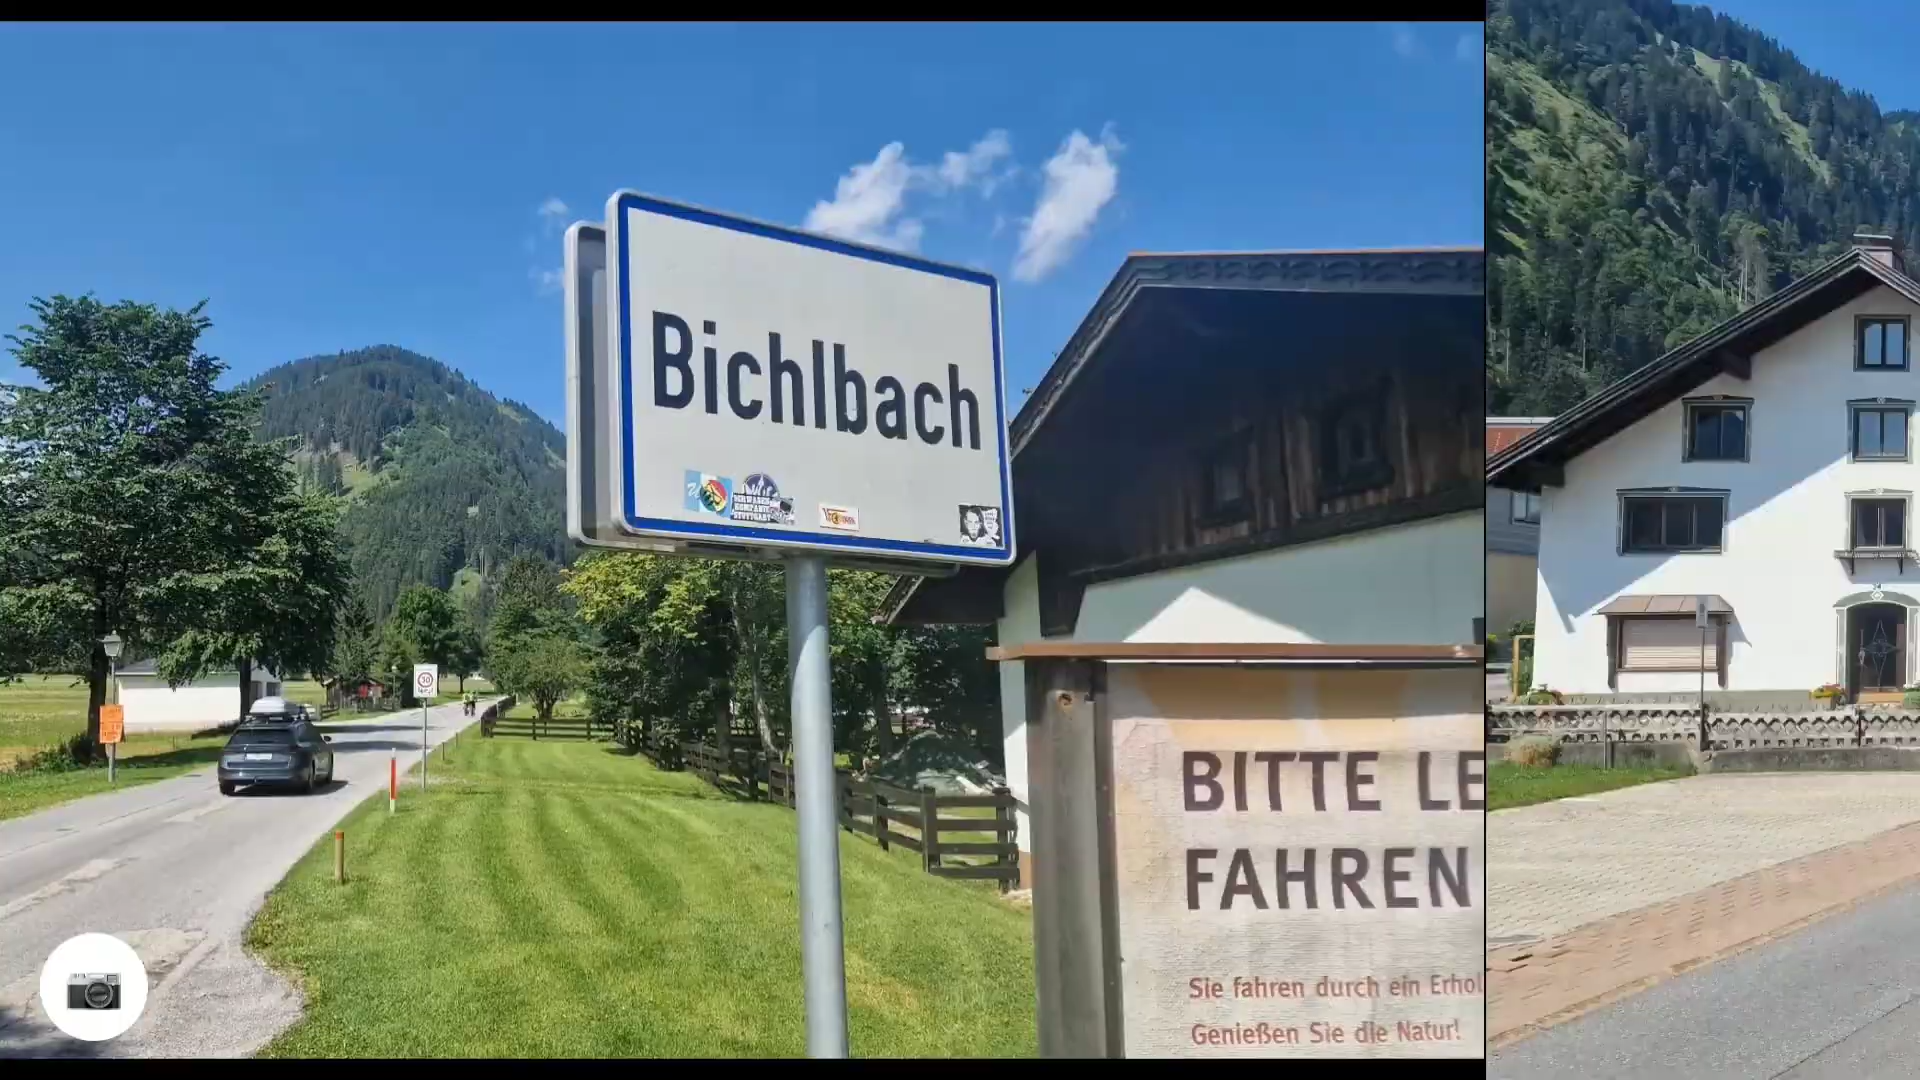 Bichlbach
30
BITTE LE
FAHREN
Sie fahren durch ein Erhol
Genießen Sie die Natur!